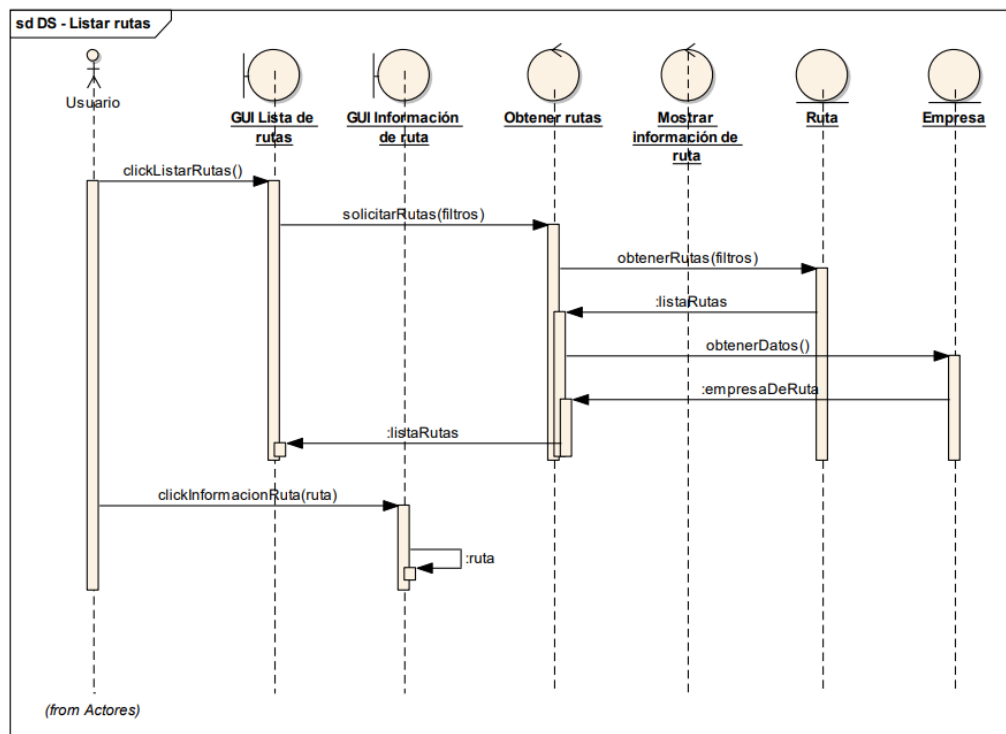 sd DS - Listar rutas
Usuario
GUI Lista de
rutas
GUI Información
de ruta
Obtener rutas
Mostrar
información de
ruta
Ruta
Empresa
clickListarRutas()
solicitarRutas(filtros)
obtenerRutas(filtros)
:listaRutas
obtenerDatos()
:empresaDeRuta
:listaRutas
clickInformacionRuta(ruta)
:ruta
(from Actores)